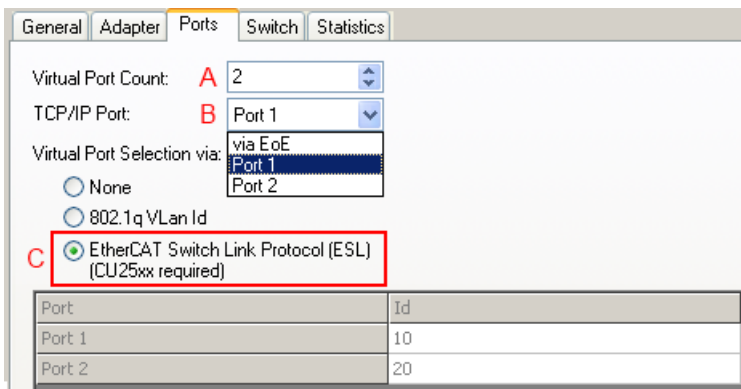 General Adapter Ports Switch Statistics
Virtual Port Count: A 2
TCP/IP Port: B Port 1
via EoE
Virtual Port Selection via: Port 1
None Port 2
802.1q VLan Id
C EtherCAT Switch Link Protocol (ESL)
(CU25xx required)
Port Id
Port 1 10
Port 2 20